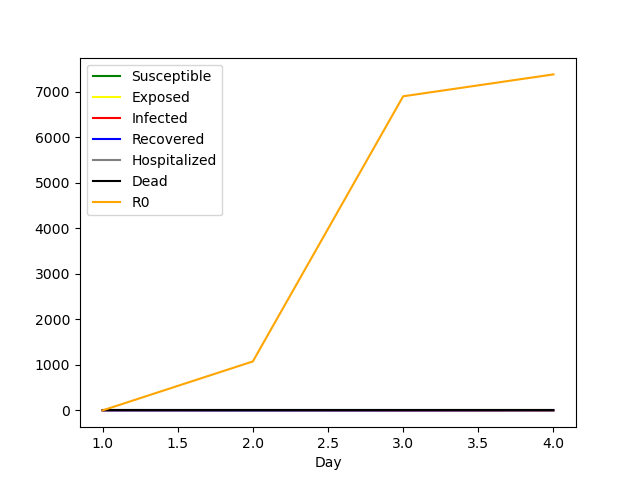 Susceptible
Exposed
Infected
Recovered
Hospitalized
Dead
R0
7000
6000
5000
4000
3000
2000
1000
0
1.0 1.5 2.0 2.5 3.0 3.5 4.0
Day